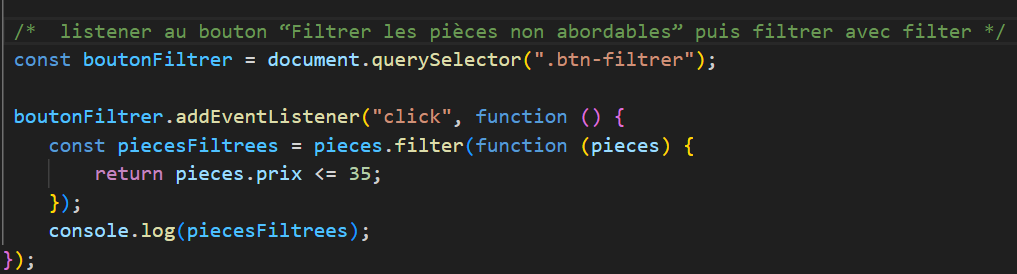 /*  listener au bouton “Filtrer les pièces non abordables” puis filtrer avec filter */
const boutonFiltrer = document.querySelector(".btn-filtrer");
boutonFiltrer.addEventListener("click", function () {
const piecesFiltrees = pieces.filter(function (pieces) {
return pieces.prix <= 35;
});
console.log(piecesFiltrees);
});